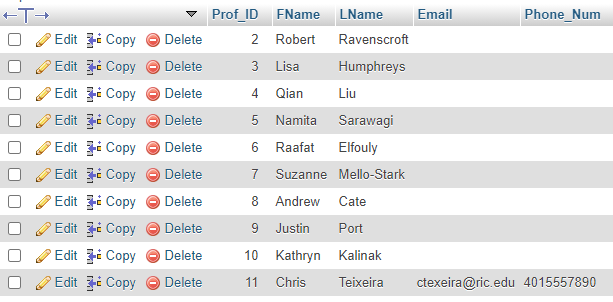 Prof_ID FName LName Email Phone_Num
Edit Copy Delete 2 Robert Ravenscroft
Edit Copy Delete 3 Lisa Humphreys
Edit Copy Delete 4 Qian Liu
Edit Copy Delete 5 Namita Sarawagi
Edit Copy Delete 6 Raafat Elfouly
Edit Copy Delete 7 Suzanne Mello-Stark
Edit Copy Delete 8 Andrew Cate
Edit Copy Delete 9 Justin Port
Edit Copy Delete 10 Kathryn Kalinak
Edit Copy Delete 11 Chris Teixeira ctexeira@ric.edu 4015557890